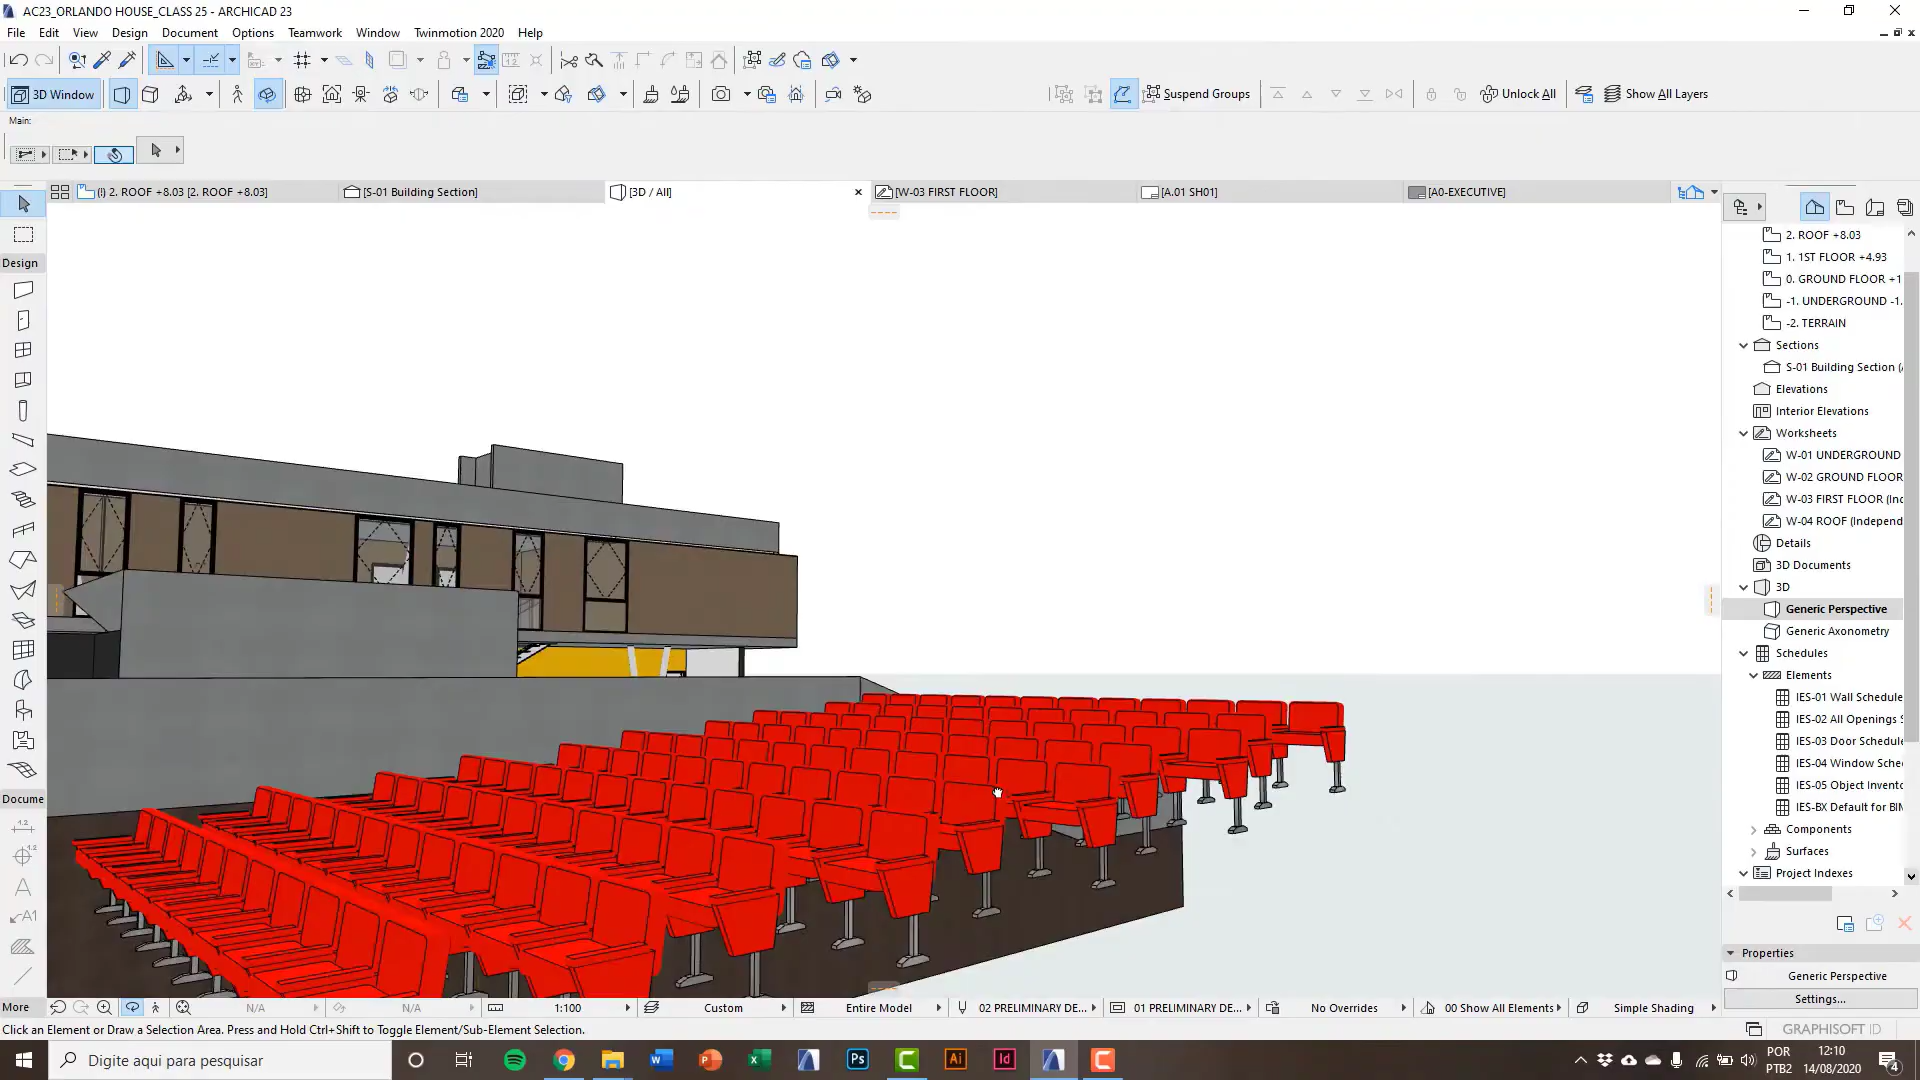 AC23_ORLANDO HOUSE_CLASS 25 - ARCHICAD 23
File Edit View Design Document Options Teamwork Window Twinmotion 2020 Help
3D Window
Suspend Groups
Unlock All
Show All Layers
Main:
(!) 2. ROOF +8.03 [2. ROOF +8.03]
[S-01 Building Section]
[3D / All]
[W-03 FIRST FLOOR]
[A.01 SH01]
[A0-EXECUTIVE]
Design
2. ROOF +8.03
1. 1ST FLOOR +4.93
0. GROUND FLOOR +1
-1. UNDERGROUND -1.
-2. TERRAIN
Sections
S-01 Building Section (
Elevations
Interior Elevations
Worksheets
W-01 UNDERGROUND
W-02 GROUND FLOOR
W-03 FIRST FLOOR (Ind
W-04 ROOF (Independ
Details
3D Documents
3D
Generic Perspective
Generic Axonometry
Schedules
Elements
IES-01 Wall Schedule
IES-02 All Openings S
IES-03 Door Schedule
IES-04 Window Sche
IES-05 Object Invento
IES-BX Default for BI
Components
Surfaces
Project Indexes
Docume
1.2
1.2
A
A1
More
Properties
Generic Perspective
Settings...
N/A
N/A
1:100
Custom
Entire Model
02 PRELIMINARY DE...
01 PRELIMINARY DE...
No Overrides
00 Show All Elements
Simple Shading
Click an Element or Draw a Selection Area. Press and Hold Ctrl+Shift to Toggle Element/Sub-Element Selection.
GRAPHISOFT ID
Digite aqui para pesquisar
POR
PTB2
12:10
14/08/2020
4